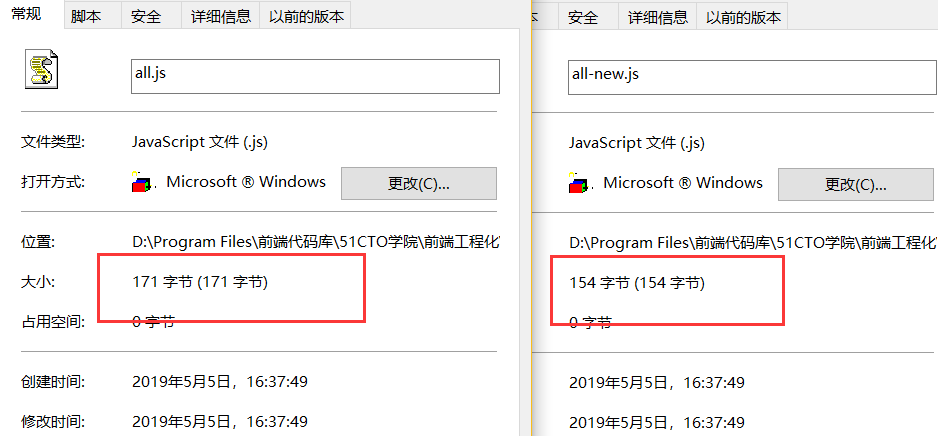 常规 脚本 安全 详细信息 以前的版本
all.js
文件类型: JavaScript 文件 (.js)
打开方式: Microsoft ® Windows 更改(C)...
位置: D:\Program Files\前端代码库\51CTO学院\前端工程化
大小: 171 字节 (171 字节)
占用空间: 0 字节
创建时间: 2019年5月5日，16:37:49
修改时间: 2019年5月5日，16:37:49
本 安全 详细信息 以前的版本
all-new.js
JavaScript 文件 (.js)
Microsoft ® Windows 更改(C)...
D:\Program Files\前端代码库\51CTO学院\前端工程化
154 字节 (154 字节)
0 字节
2019年5月5日，16:37:49
2019年5月5日，16:37:49